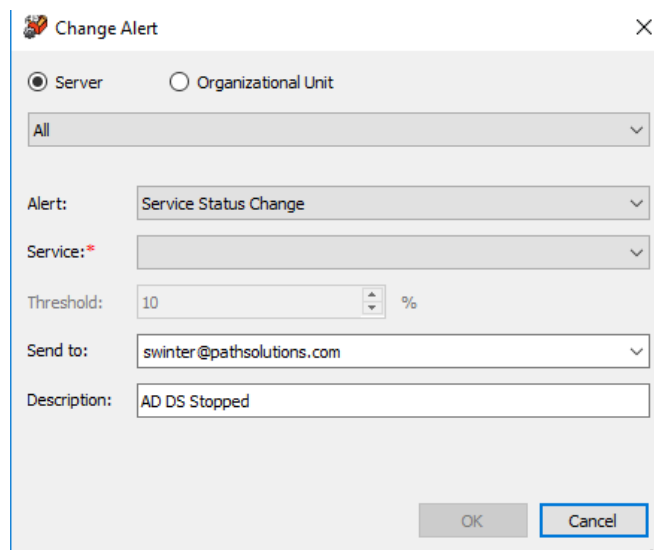 Change Alert
Server Organizational Unit
All
Alert: Service Status Change
Service:*
Threshold: 10 %
Send to: swinter@pathsolutions.com
Description: AD DS Stopped
OK Cancel